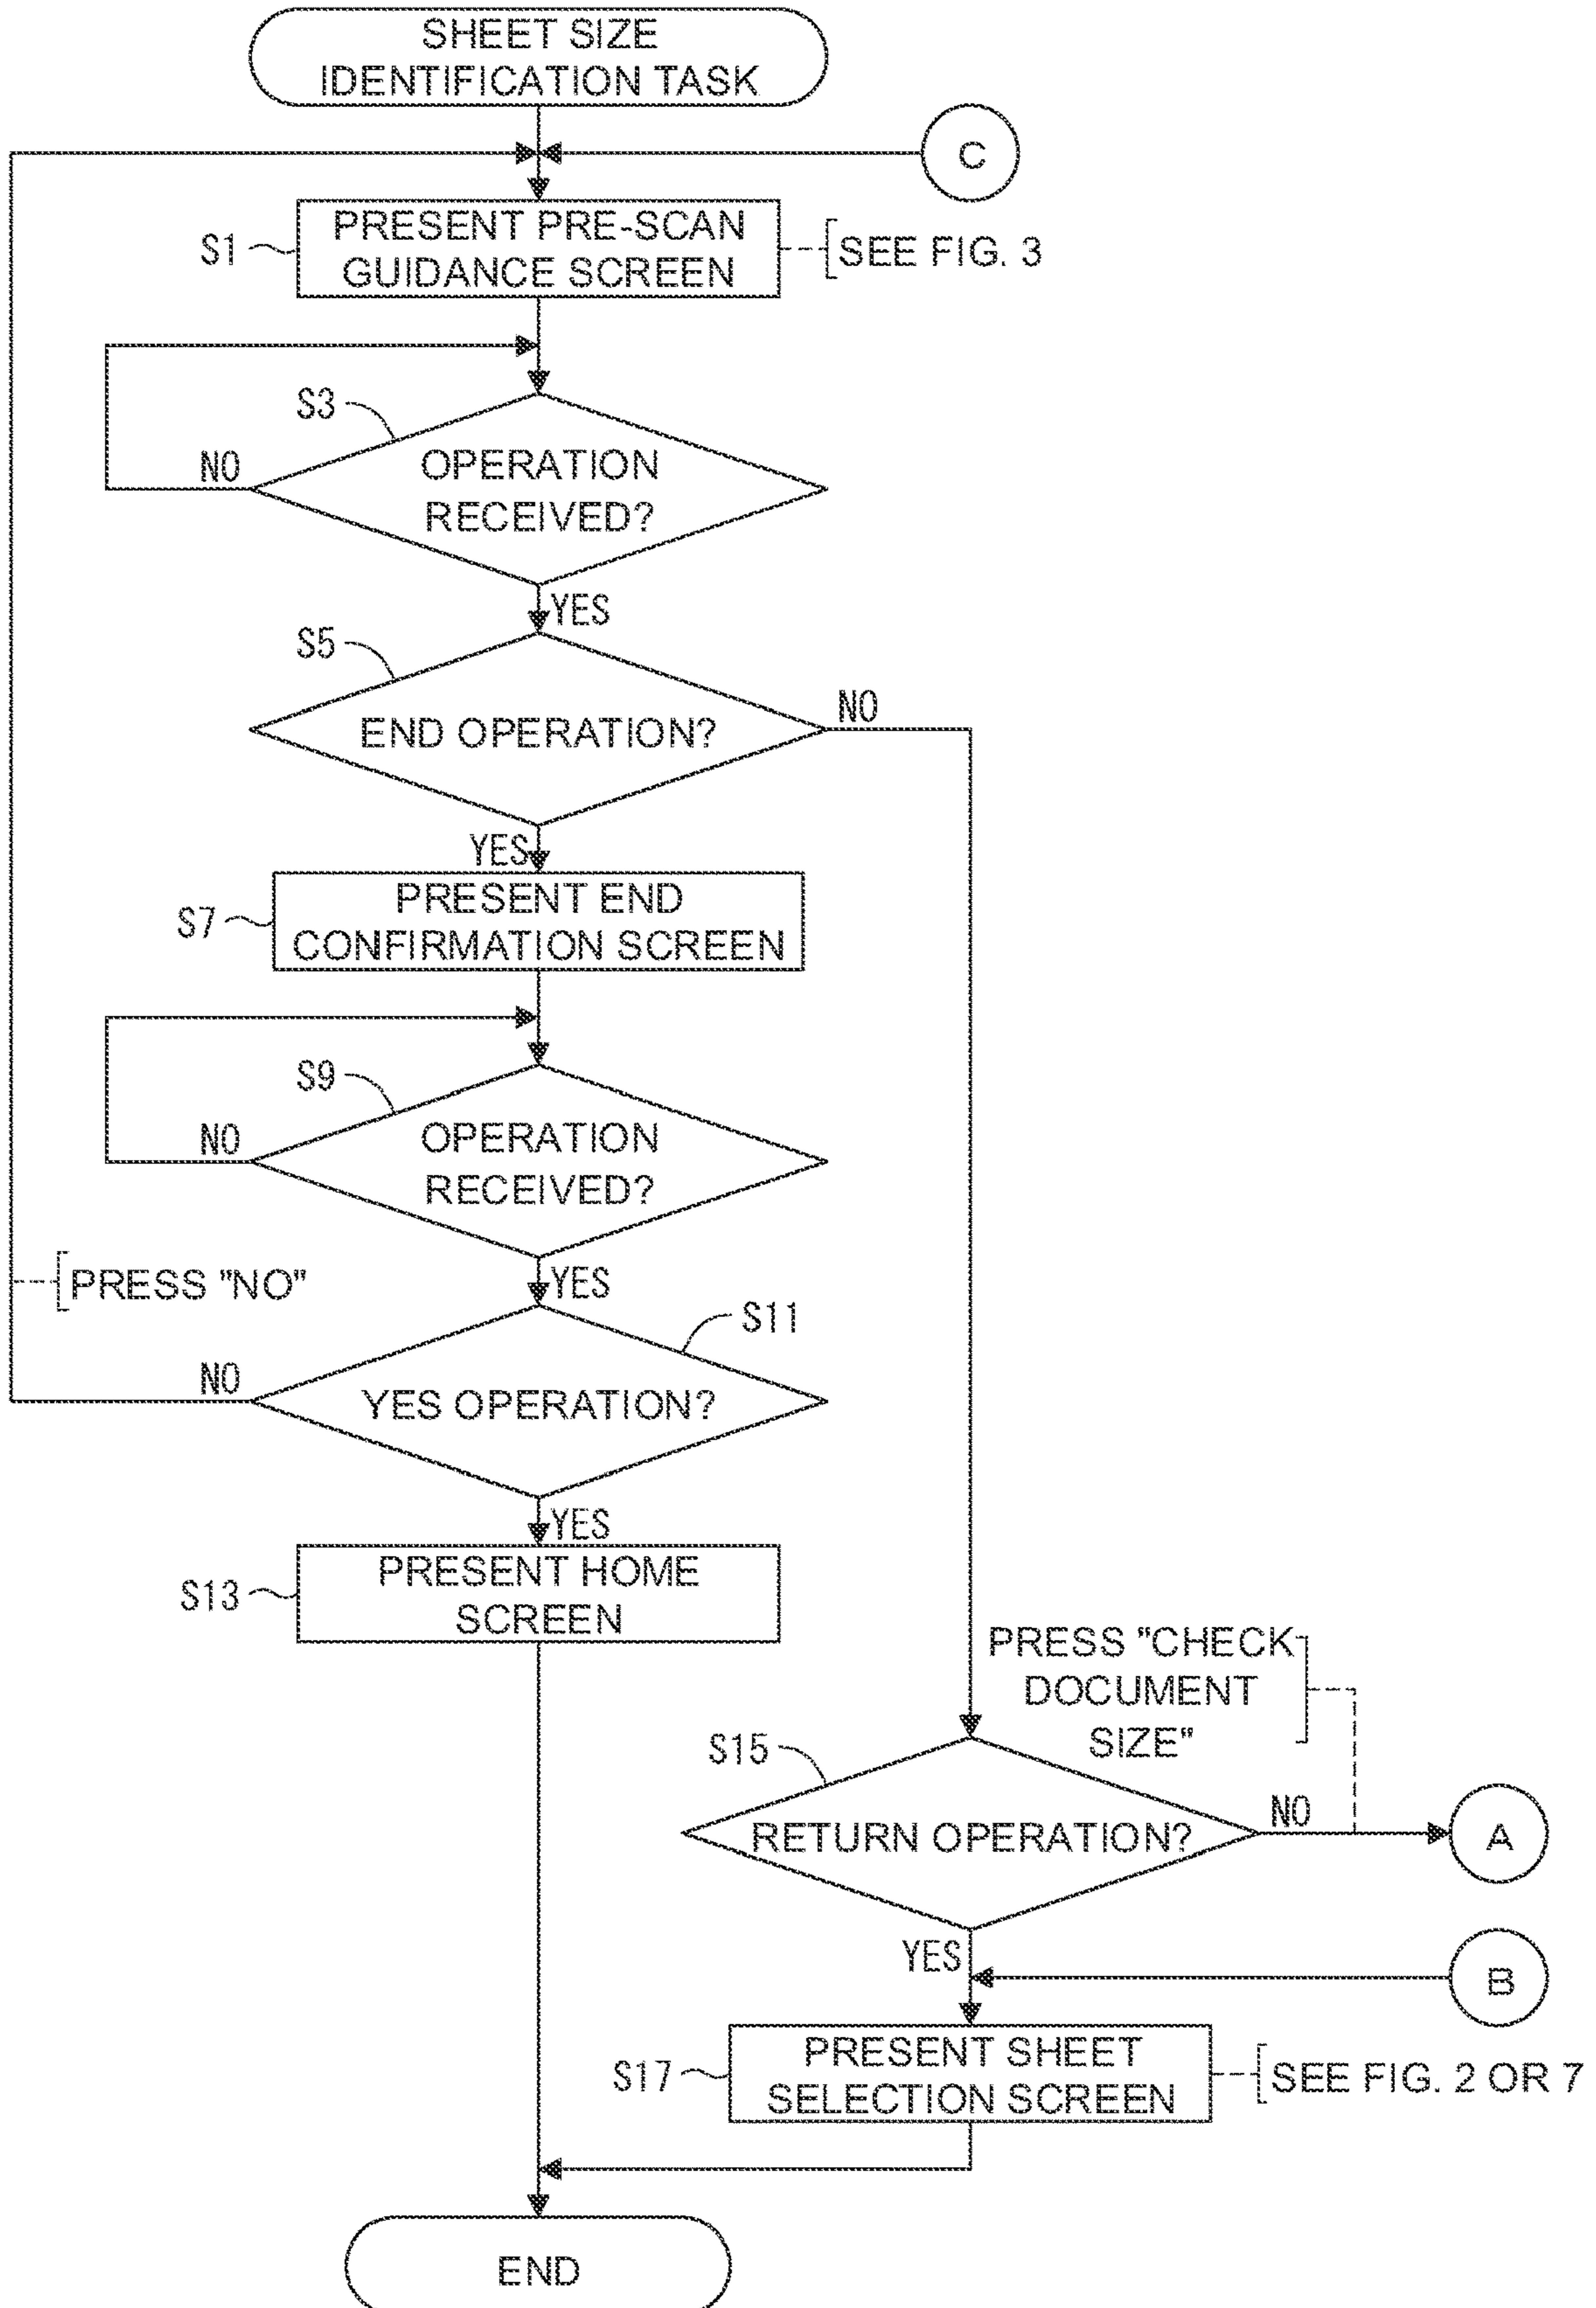 SHEET SIZE
IDENTIFICATION TASK
C
S1
PRESENT PRE-SCAN
GUIDANCE SCREEN
SEE FIG. 3
S3
NO
OPERATION
RECEIVED?
YES
S5
END OPERATION?
NO
YES
S7
PRESENT END
CONFIRMATION SCREEN
S9
NO
OPERATION
RECEIVED?
PRESS "NO"
YES
S11
NO
YES OPERATION?
YES
S13
PRESENT HOME
SCREEN
PRESS "CHECK
DOCUMENT
SIZE"
S15
RETURN OPERATION?
NO
A
YES
B
S17
PRESENT SHEET
SELECTION SCREEN
SEE FIG. 2 OR 7
END